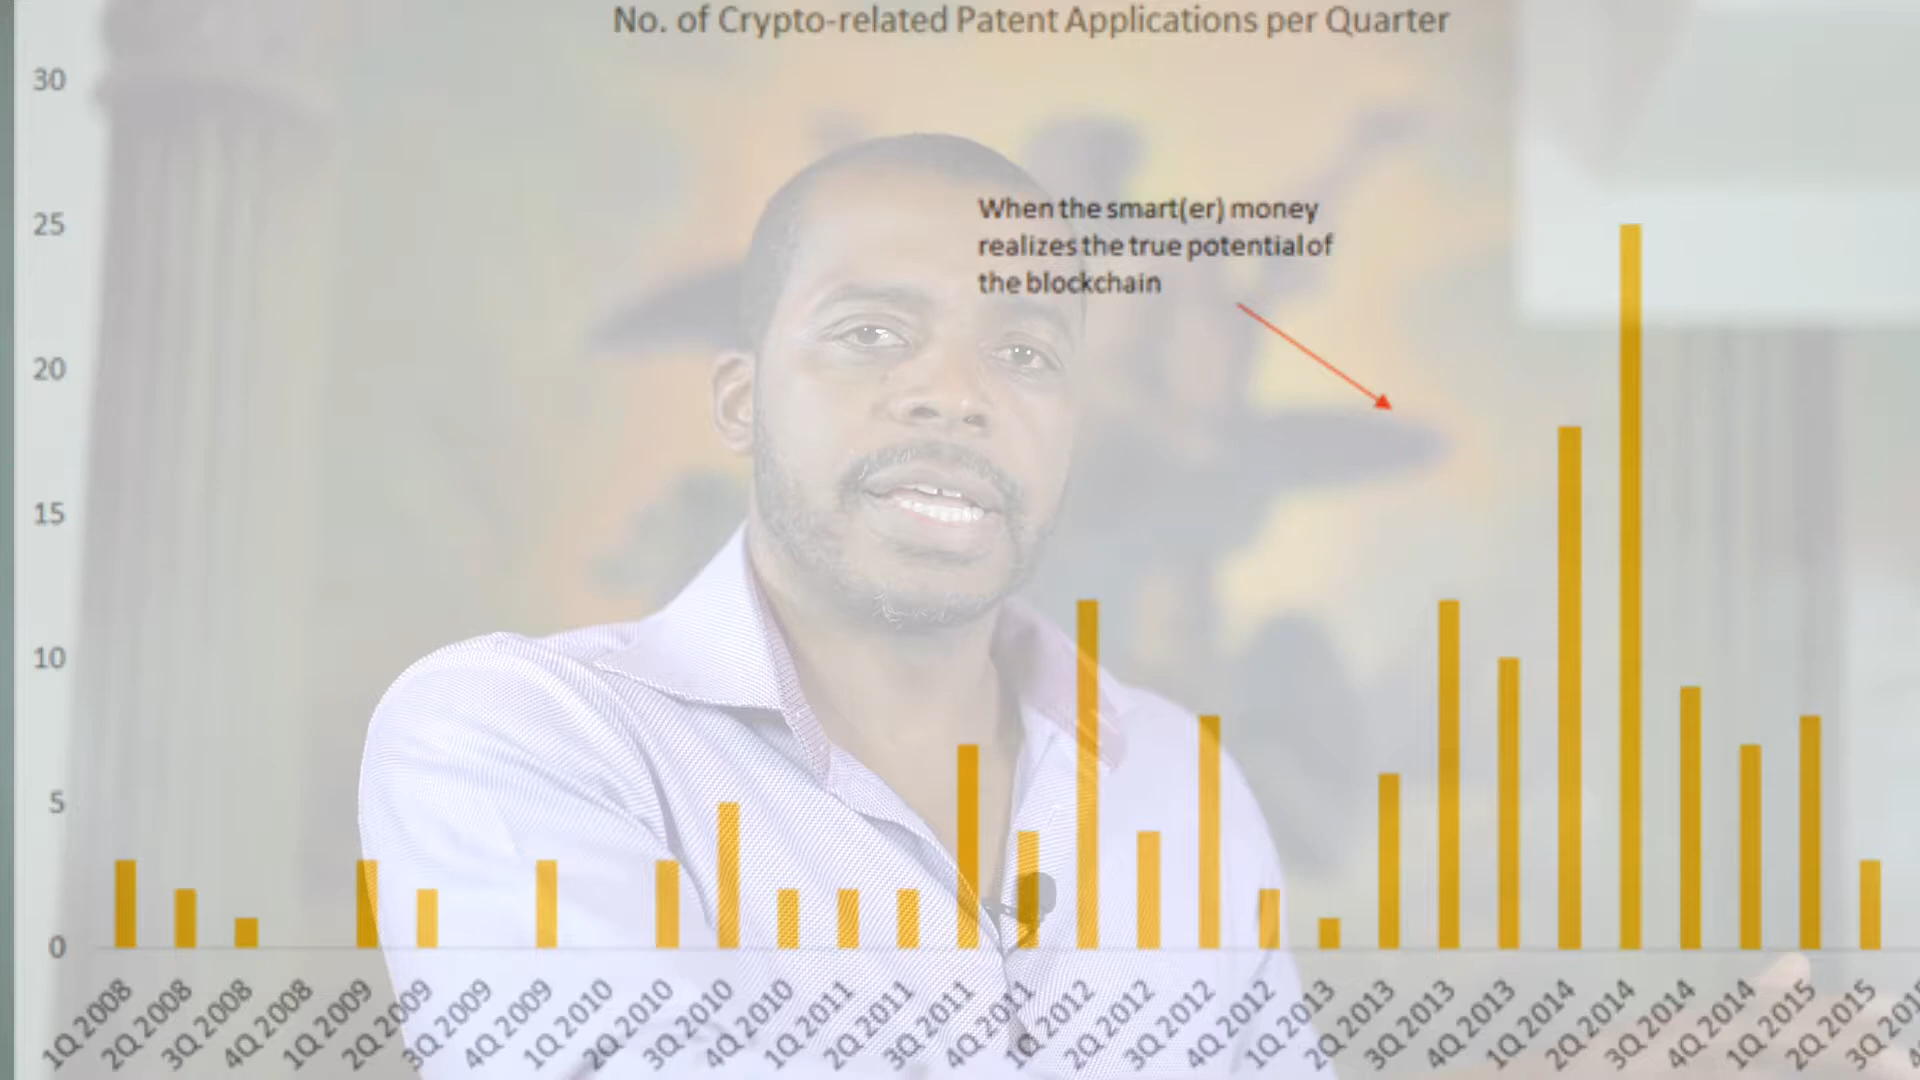 No. of Crypto-related Patent Applications per Quarter
30
25
20
15
10
5
0
When the smart(er) money
realizes the true potential of
the blockchain
1Q 2008
2Q 2008
3Q 2008
4Q 2008
1Q 2009
2Q 2009
3Q 2009
4Q 2009
1Q 2010
2Q 2010
3Q 2010
4Q 2010
1Q 2011
2Q 2011
3Q 2011
4Q 2011
1Q 2012
2Q 2012
3Q 2012
4Q 2012
1Q 2013
2Q 2013
3Q 2013
4Q 2013
1Q 2014
2Q 2014
3Q 2014
4Q 2014
1Q 2015
2Q 2015
3Q 201